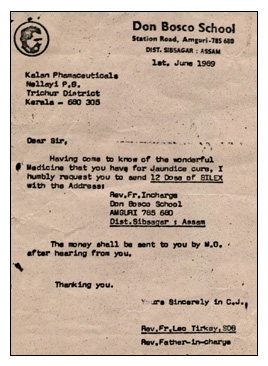 Don Bosco School
Station Road, Amguri-785 680
DIST. SIBSAGAR : ASSAM
1st, June 1989
Kalan Phamaceuticals
Nellayi P.O.
Trichur District
Kerala - 680 305
Dear Sir,
Having come to know of the wonderful
Medicine that you have for Jaundice cure, I
humbly request you to send 12 Dose of SILEX
with the Address:
Rev.Fr.Incharge
Don Bosco School
AMGURI 785 680
Dist.Sibsagar : Assam
The money shall be sent to you by M.O.
after hearing from you.
Thanking you.
Yours Sincerely in C.J.,
Rev.Fr.Leo Tirkey,SDB
Rev.Father-in-charge